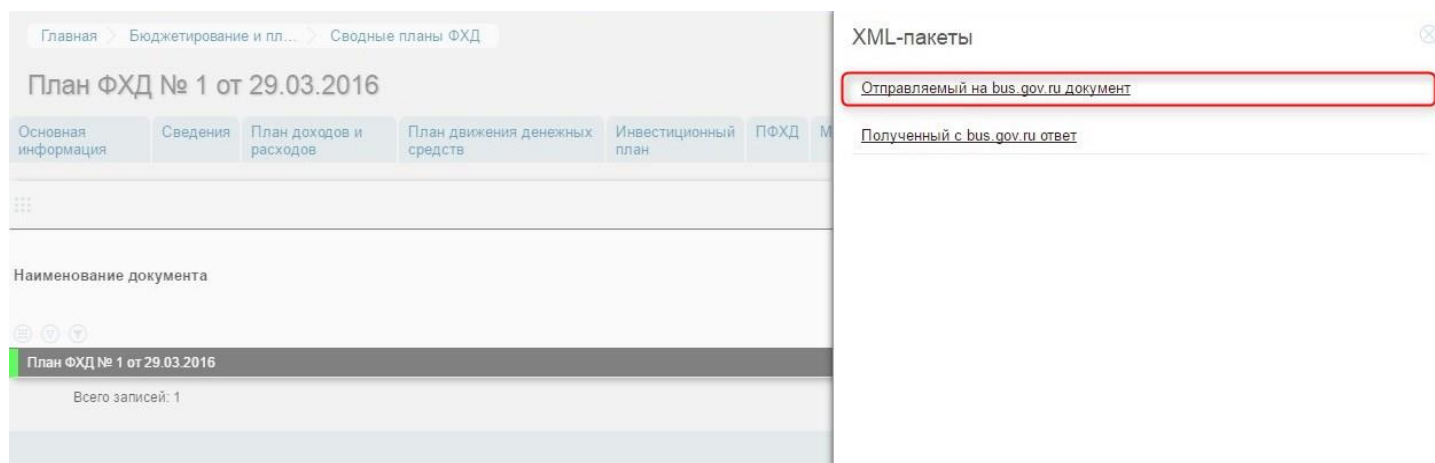 Главная Бюджетирование и пл... Сводные планы ФХД
План ФХД № 1 от 29.03.2016
Основная информация
Сведения
План доходов и расходов
План движения денежных средств
Инвестиционный план
ПФХД
М
Наименование документа
План ФХД № 1 от 29.03.2016
Всего записей: 1
XML-пакеты
Отправляемый на bus.gov.ru документ
Полученный с bus.gov.ru ответ